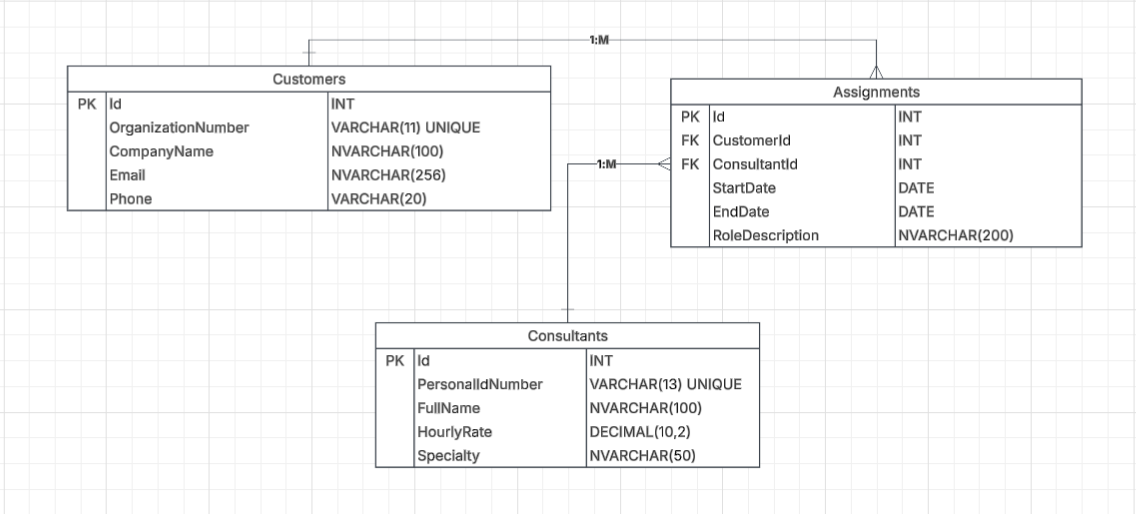 1:M
Customers
PK Id INT
OrganizationNumber VARCHAR(11) UNIQUE
CompanyName NVARCHAR(100)
Email NVARCHAR(256)
Phone VARCHAR(20)
Assignments
PK Id INT
FK CustomerId INT
FK ConsultantId INT
StartDate DATE
EndDate DATE
RoleDescription NVARCHAR(200)
1:M
Consultants
PK Id INT
PersonalIdNumber VARCHAR(13) UNIQUE
FullName NVARCHAR(100)
HourlyRate DECIMAL(10,2)
Specialty NVARCHAR(50)